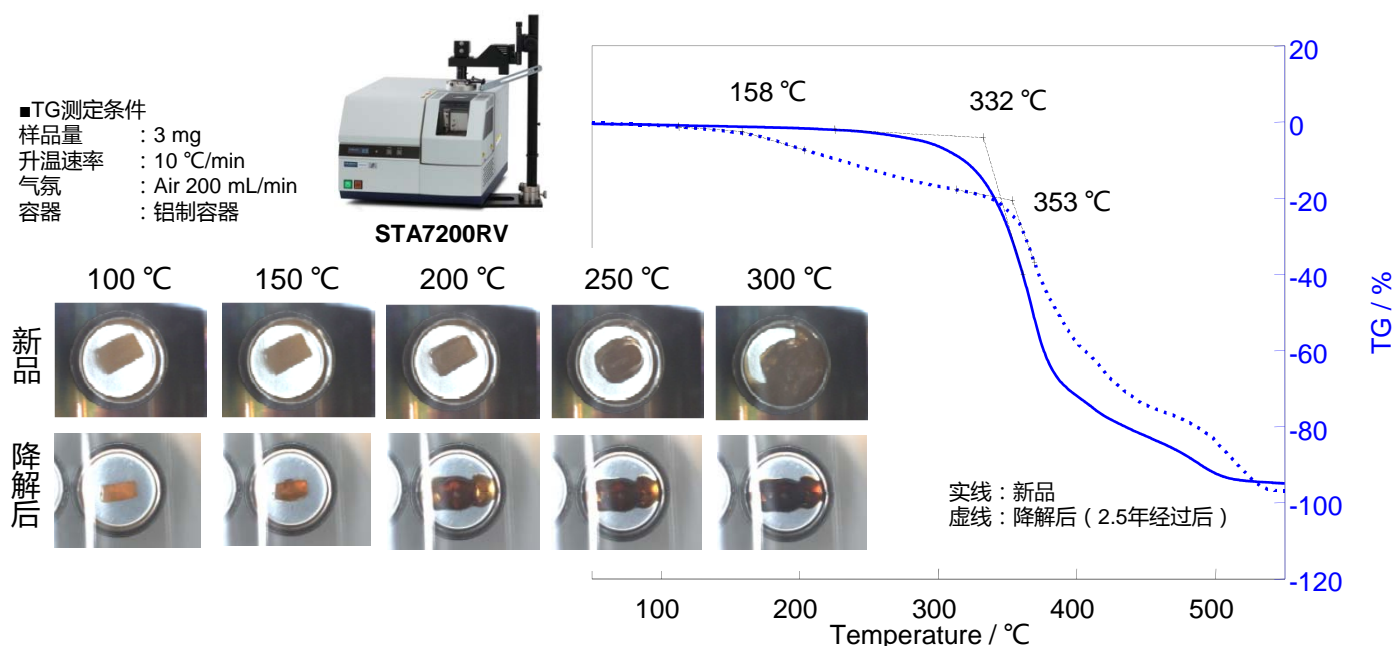 ■TG测定条件
样品量 : 3 mg
升温速率 : 10 ℃/min
气氛 : Air 200 mL/min
容器 : 铝制容器
STA7200RV
100 ℃ 150 ℃ 200 ℃ 250 ℃ 300 ℃
新品
降解后
158 ℃
332 ℃
353 ℃
实线：新品
虚线：降解后（2.5年经过后）
20
0
-20
-40
-60
-80
-100
-120
TG / %
100 200 300 400 500
Temperature / ℃